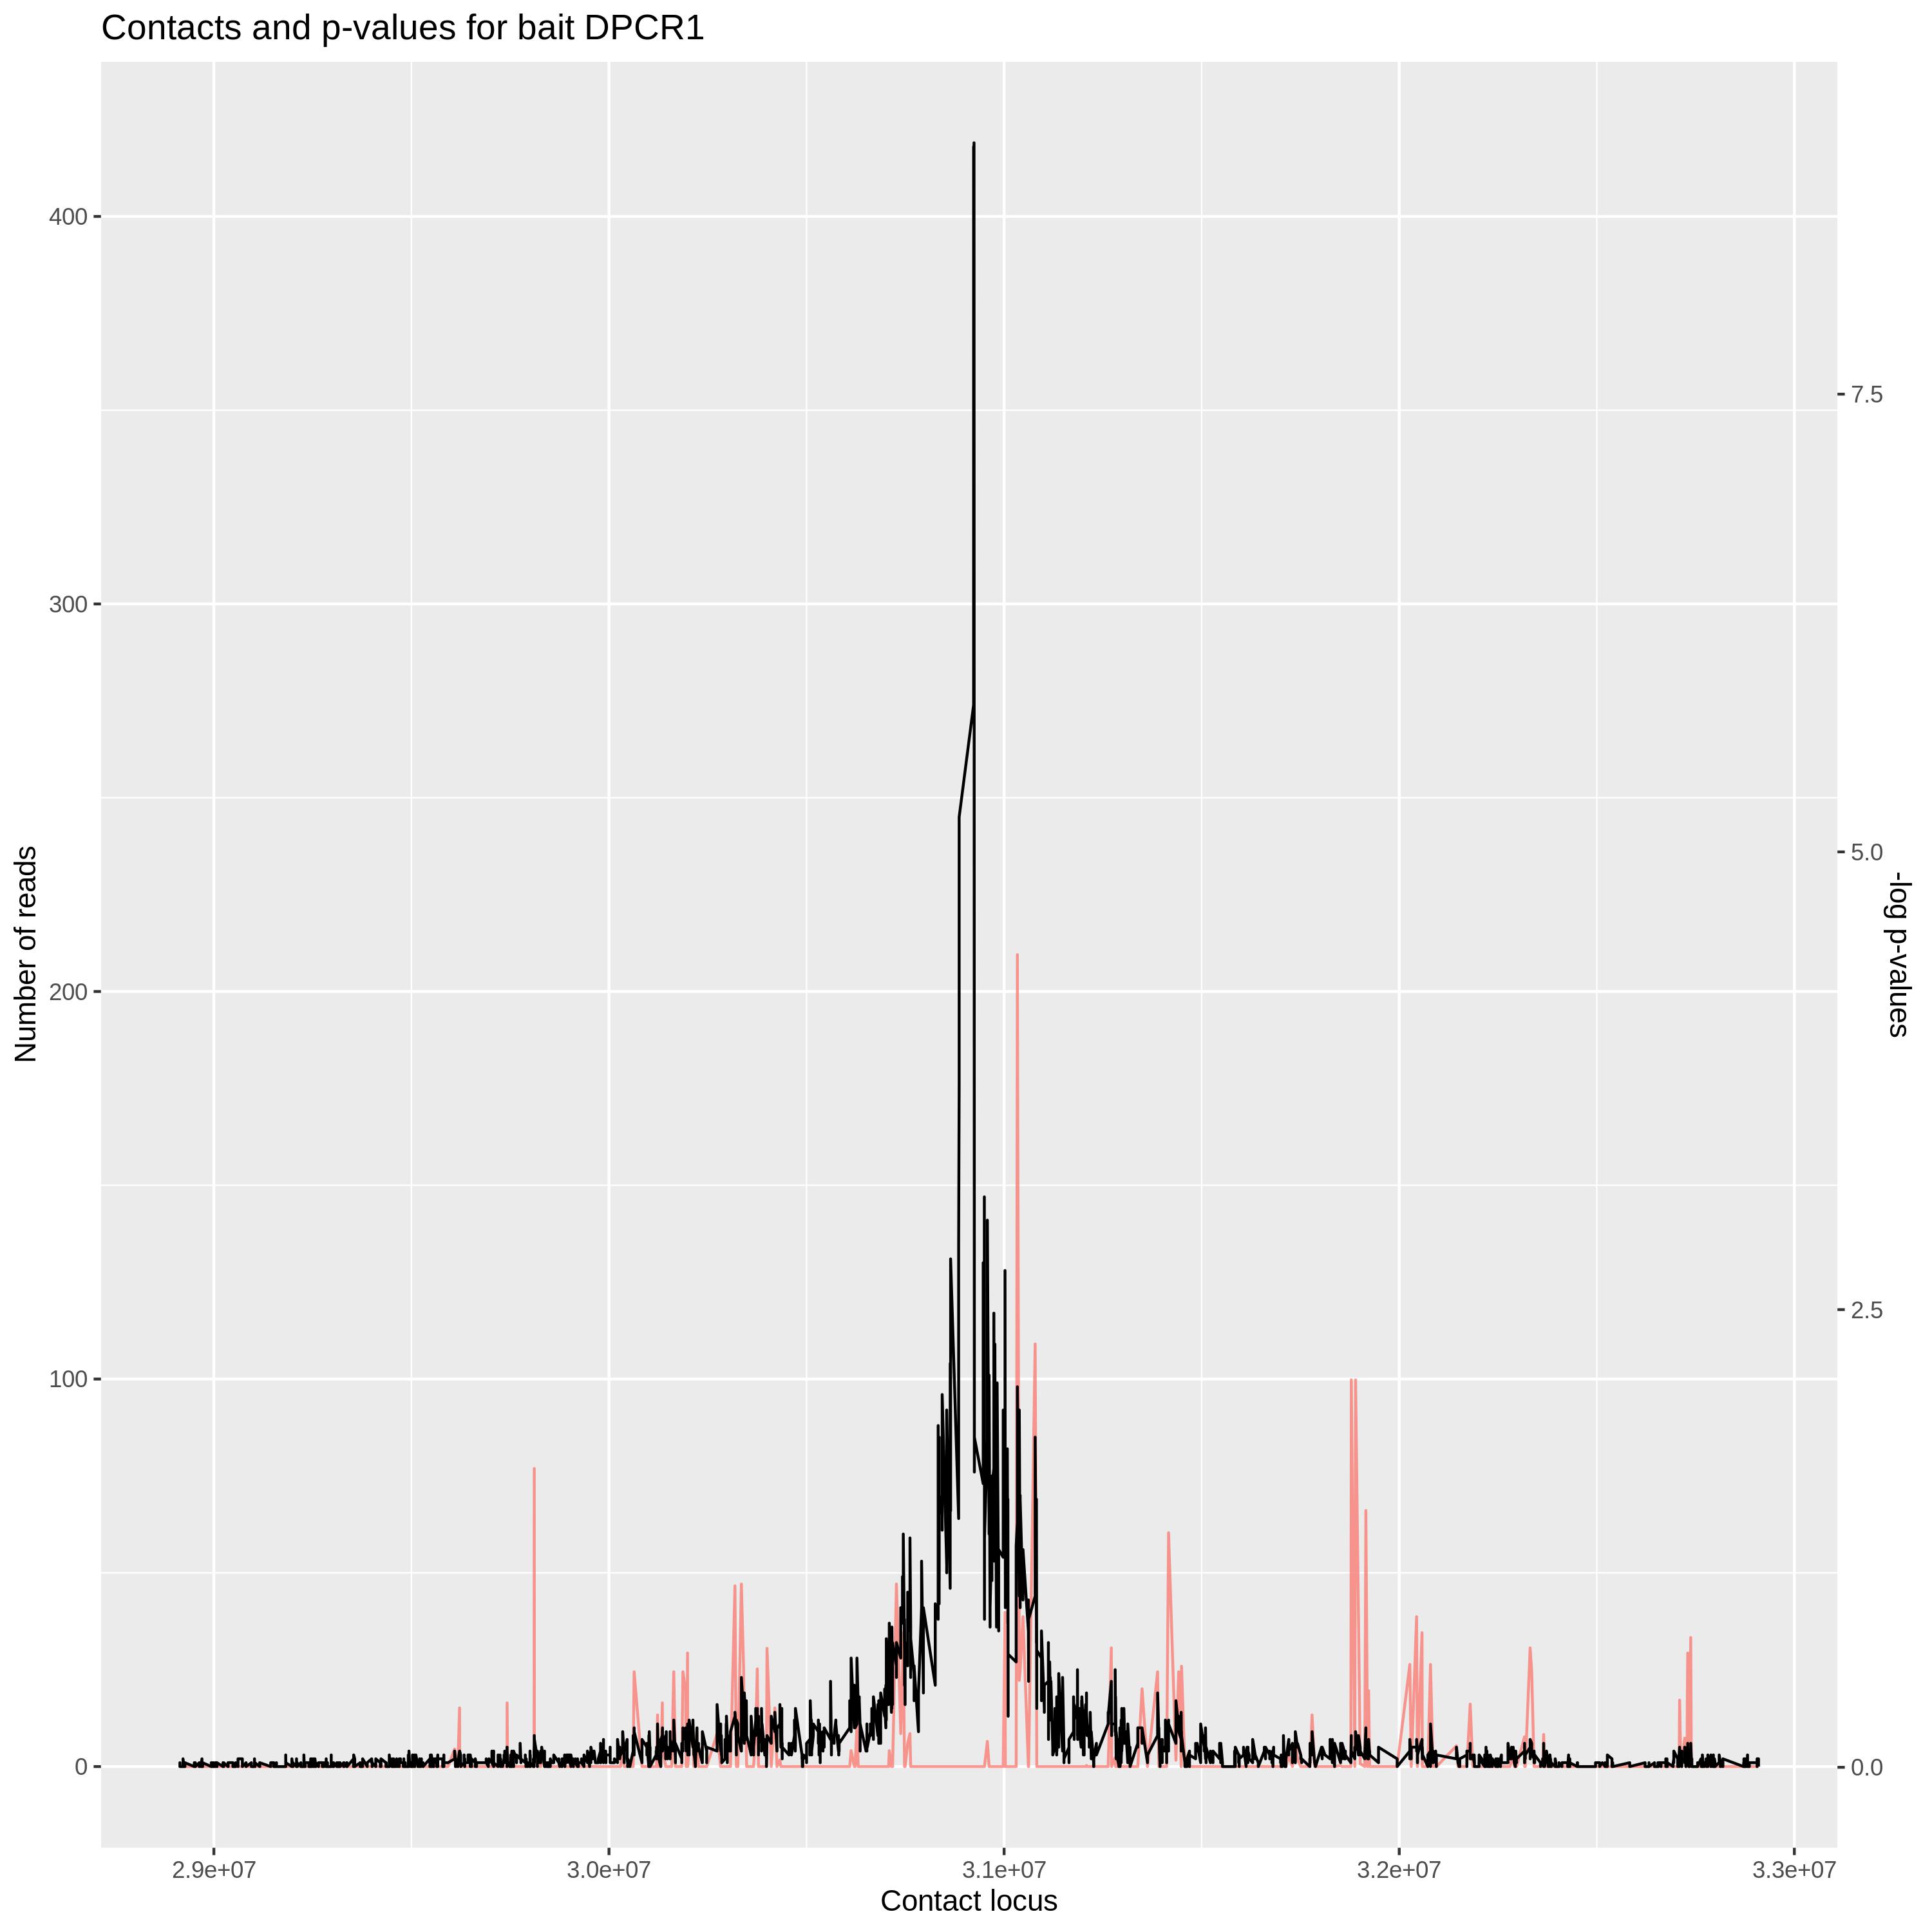 Contacts and p-values for bait DPCR1
400
300
200
100
0
Number of reads
7.5
5.0
2.5
0.0
-log p-values
2.9e+07
3.0e+07
3.1e+07
3.2e+07
3.3e+07
Contact locus